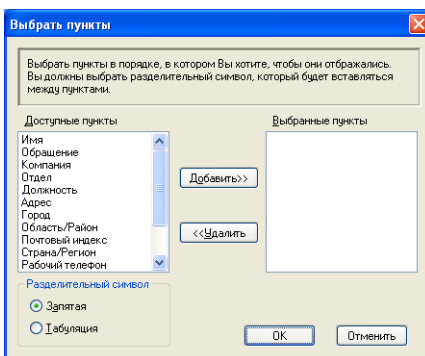 Выбрать пункты
Выбрать пункты в порядке, в котором Вы хотите, чтобы они отбражались.
Вы должны выбрать разделительный символ, который будет вставляться
между пунктами.
Доступные пункты
Выбранные пункты
Имя
Обращение
Компания
Отдел
Должность
Адрес
Город
Область/Район
Почтовый индекс
Страна/Регион
Рабочий телефон
Добавить>>
<<Удалить
Разделительный символ
Запятая
Табуляция
OK
Отменить